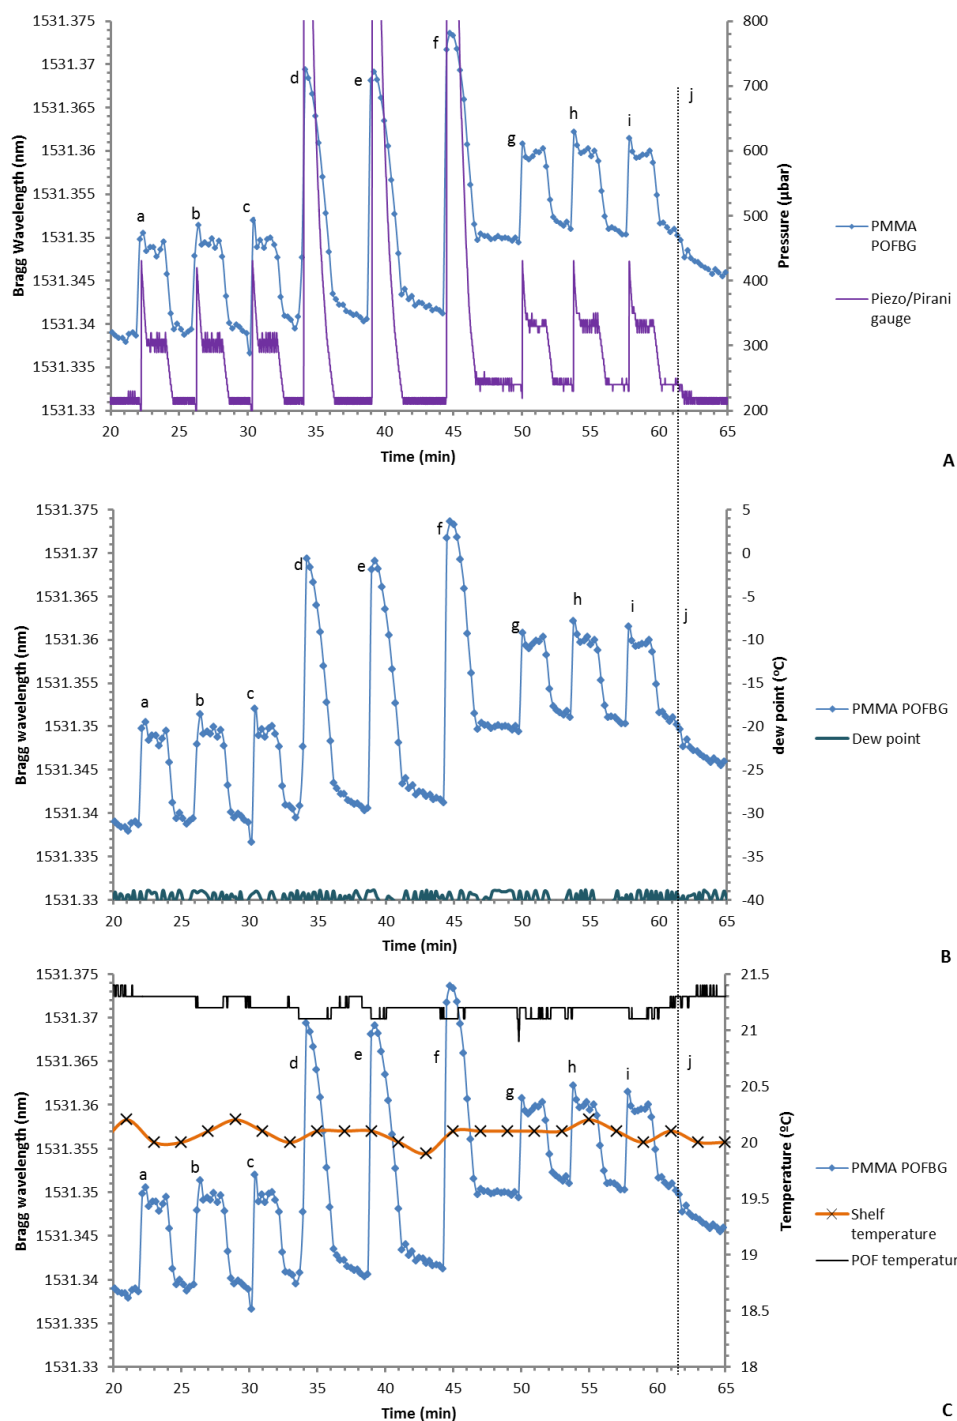 1531.375
1531.37
1531.365
1531.36
1531.355
1531.35
1531.345
1531.34
1531.335
1531.33
Bragg Wavelength (nm)
a
b
c
d
e
f
g
h
i
j
800
700
600
500
400
300
200
Pressure (µbar)
20 25 30 35 40 45 50 55 60 65
Time (min)
PMMA
POFBG
Piezo/Pirani
gauge
A
1531.375
1531.37
1531.365
1531.36
1531.355
1531.35
1531.345
1531.34
1531.335
1531.33
Bragg wavelength (nm)
a
b
c
d
e
f
g
h
i
j
5
0
-5
-10
-15
-20
-25
-30
-35
-40
dew point (°C)
20 25 30 35 40 45 50 55 60 65
Time (min)
PMMA POFBG
Dew point
B
1531.375
1531.37
1531.365
1531.36
1531.355
1531.35
1531.345
1531.34
1531.335
1531.33
Bragg wavelength (nm)
a
b
c
d
e
f
g
h
i
j
21.5
21
20.5
20
19.5
19
18.5
18
Temperature (ºC)
20 25 30 35 40 45 50 55 60 65
Time (min)
PMMA POFBG
Shelf
temperature
POF temperatur
C